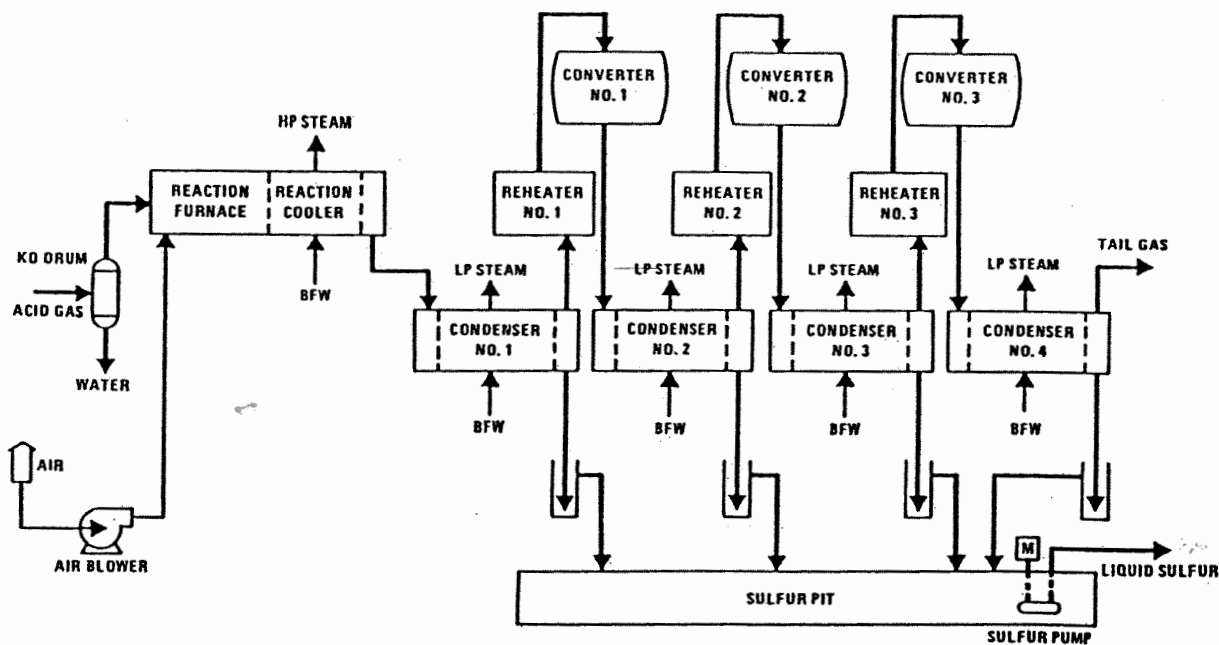 CONVERTER
NO. 1
CONVERTER
NO. 2
CONVERTER
NO. 3
HP STEAM
REACTION
FURNACE
REACTION
COOLER
REHEATER
NO. 1
REHEATER
NO. 2
REHEATER
NO. 3
KO DRUM
ACID GAS
BFW
LP STEAM
LP STEAM
LP STEAM
LP STEAM
TAIL GAS
CONDENSER
NO. 1
CONDENSER
NO. 2
CONDENSER
NO. 3
CONDENSER
NO. 4
WATER
BFW
BFW
BFW
BFW
AIR
AIR BLOWER
M
LIQUID SULFUR
SULFUR PIT
SULFUR PUMP